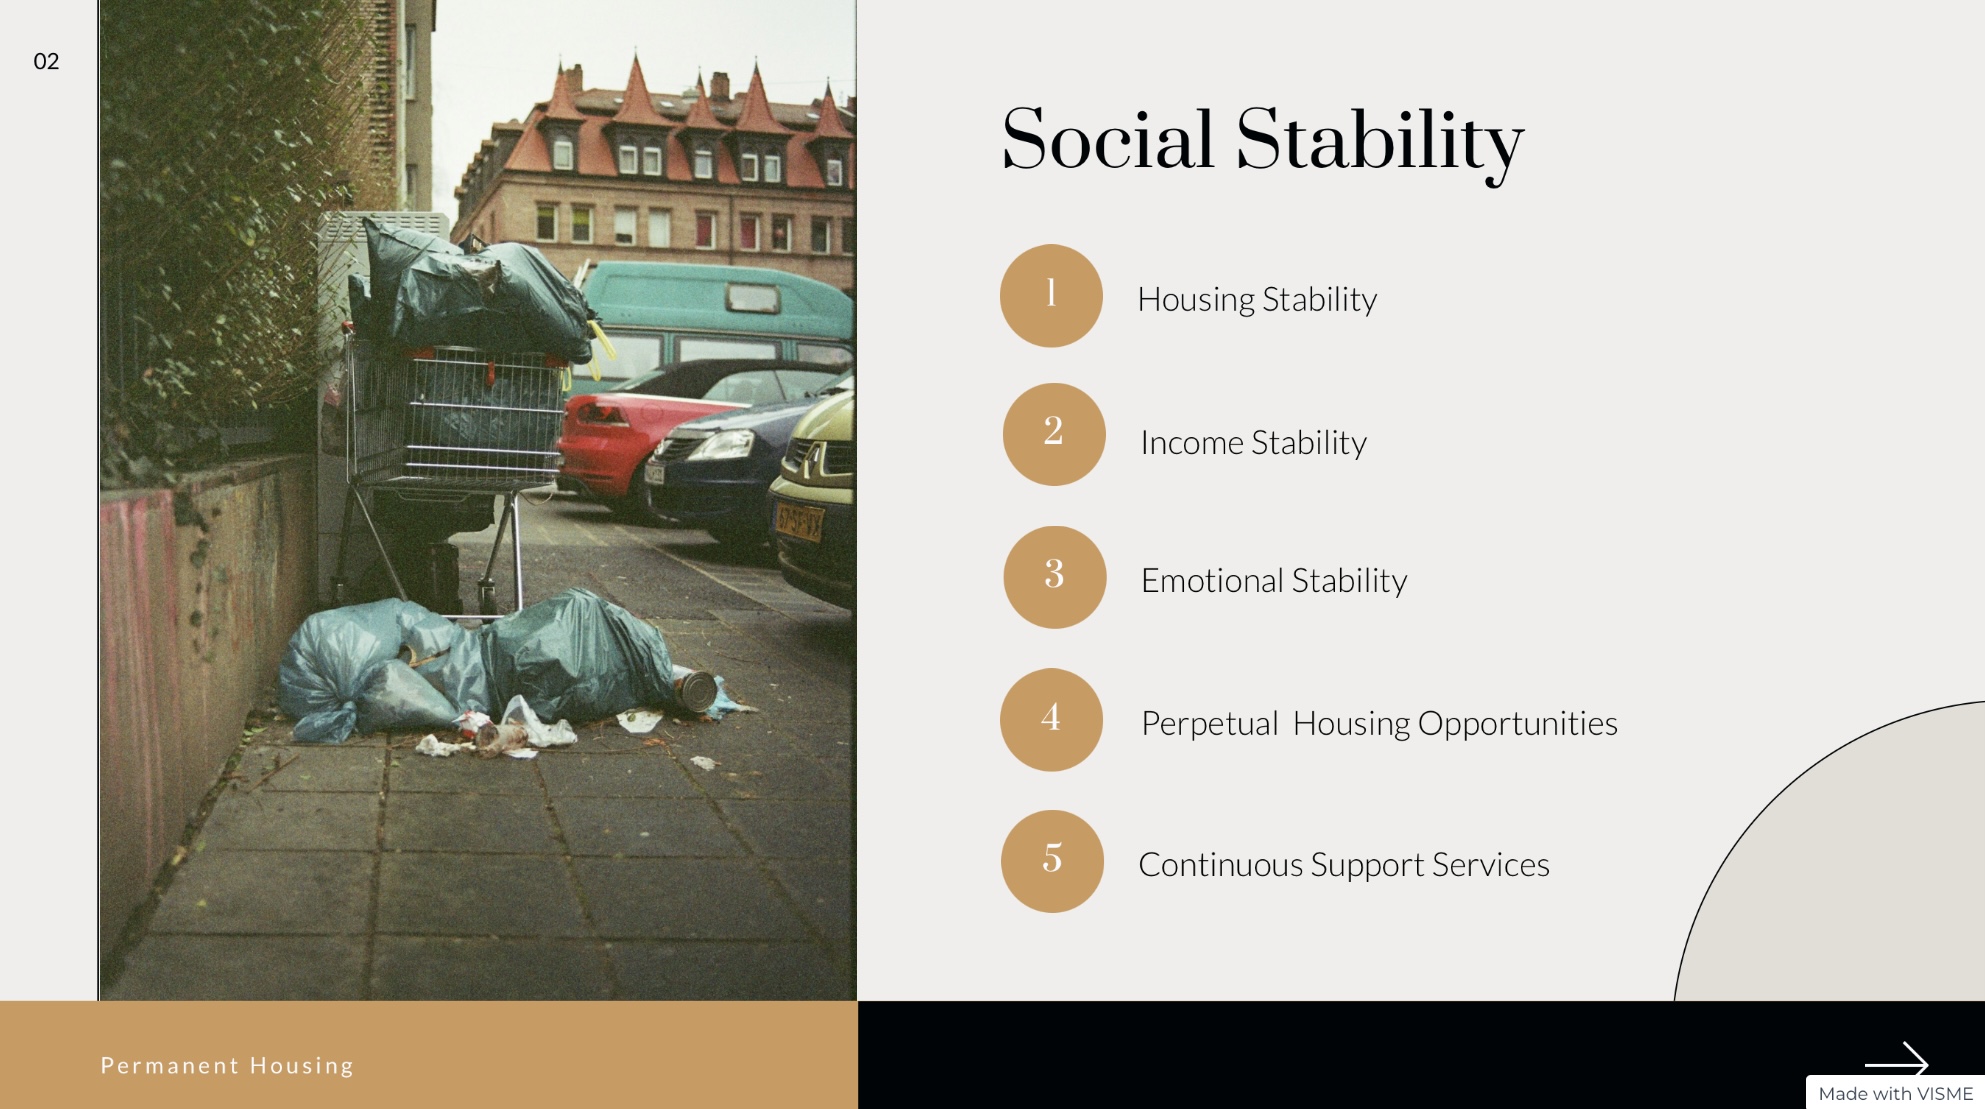 02
Social Stability
1
Housing Stability
2
Income Stability
3
Emotional Stability
4
Perpetual Housing Opportunities
5
Continuous Support Services
Permanent Housing
Made with VISME